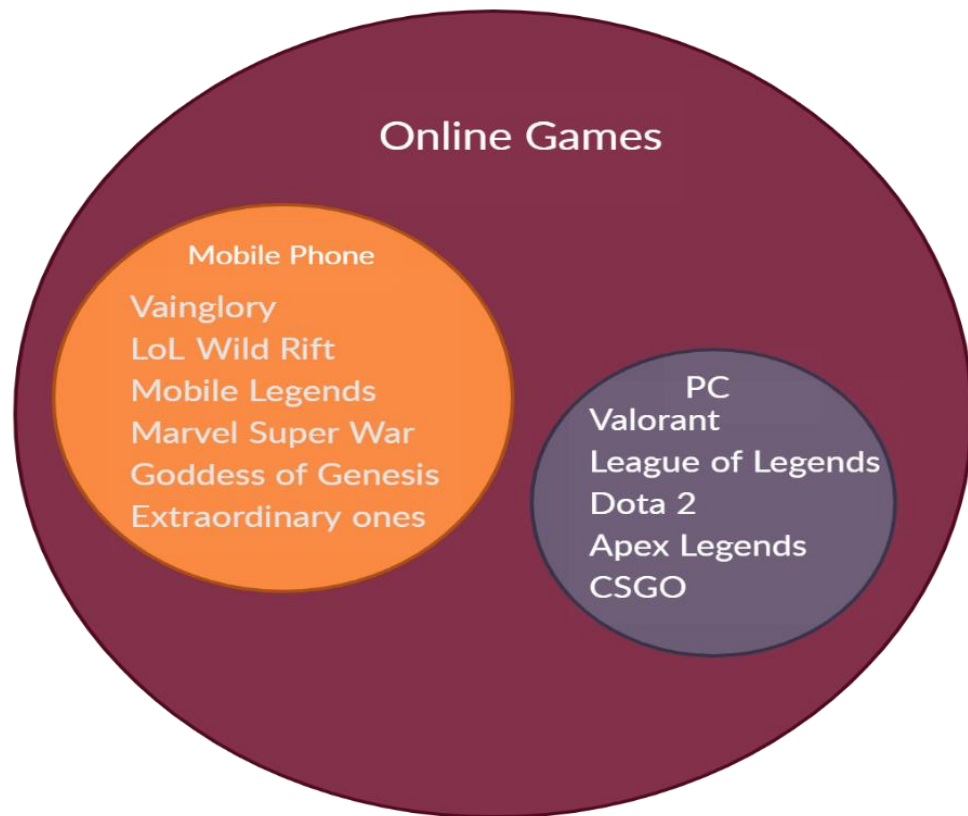 Online Games
Mobile Phone
Vainglory
LoL Wild Rift
Mobile Legends
Marvel Super War
Goddess of Genesis
Extraordinary ones
PC
Valorant
League of Legends
Dota 2
Apex Legends
CSGO